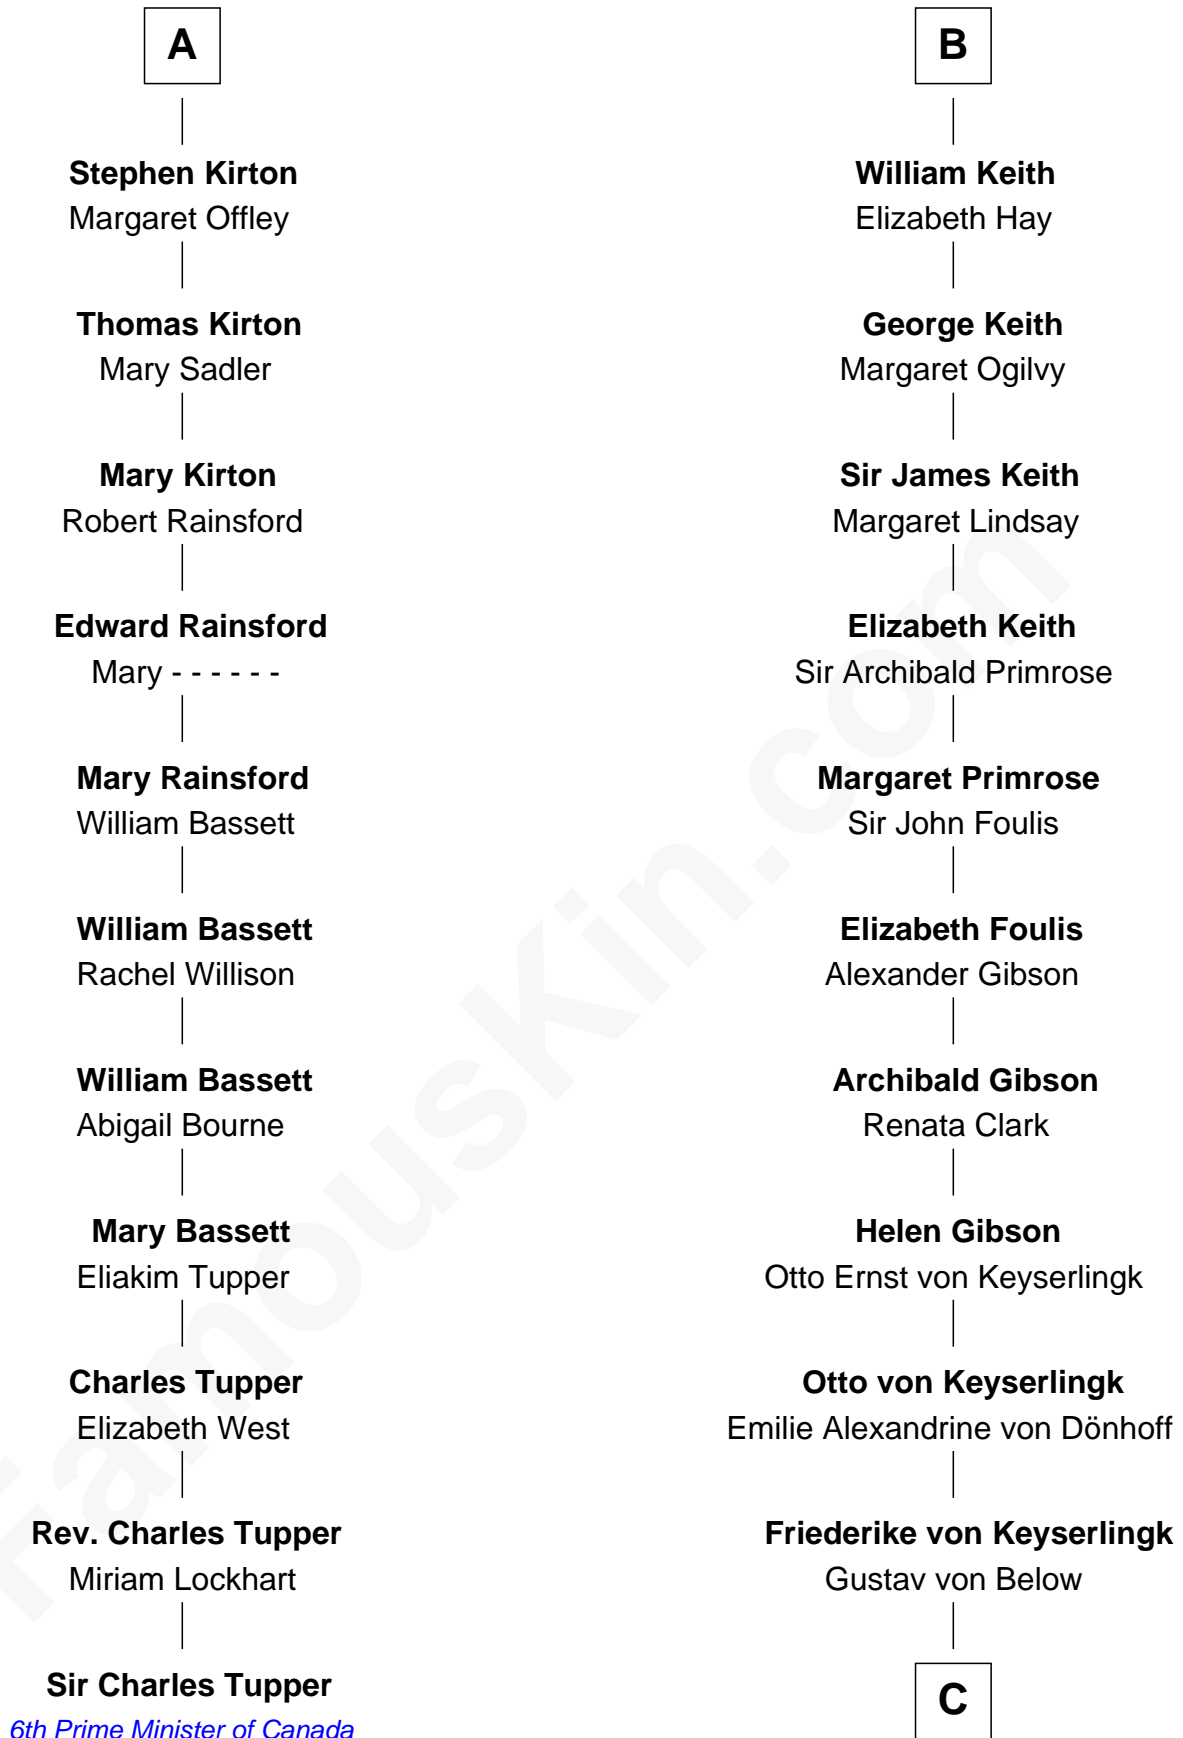 A
Stephen Kirton
Margaret Offley
Thomas Kirton
Mary Sadler
Mary Kirton
Robert Rainsford
Edward Rainsford
Mary - - - - - -
Mary Rainsford
William Bassett
William Bassett
Rachel Willison
William Bassett
Abigail Bourne
Mary Bassett
Eliakim Tupper
Charles Tupper
Elizabeth West
Rev. Charles Tupper
Miriam Lockhart
Sir Charles Tupper
6th Prime Minister of Canada
B
William Keith
Elizabeth Hay
George Keith
Margaret Ogilvy
Sir James Keith
Margaret Lindsay
Elizabeth Keith
Sir Archibald Primrose
Margaret Primrose
Sir John Foulis
Elizabeth Foulis
Alexander Gibson
Archibald Gibson
Renata Clark
Helen Gibson
Otto Ernst von Keyserlingk
Otto von Keyserlingk
Emilie Alexandrine von Dönhoff
Friederike von Keyserlingk
Gustav von Below
C
FamousKin.com